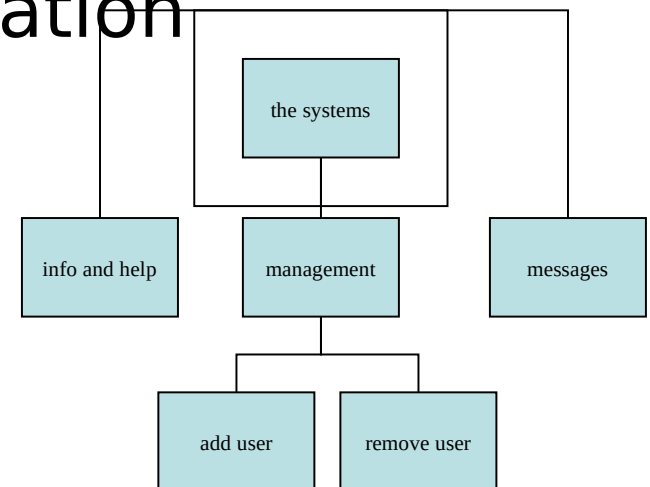 ation
the systems
info and help
management
messages
add user
remove user